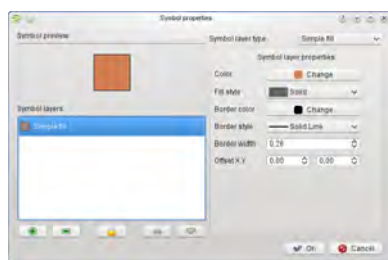 Symbol properties
Symbol preview
Symbol layers
Simple fill
Symbol layer type
Simple fill
Symbol layer properties
Color
Change
Fill style
Solid
Border color
Change
Border style
Solid Line
Border width
0,26
Offset X,Y
0,00
0,00
OK
Cancel